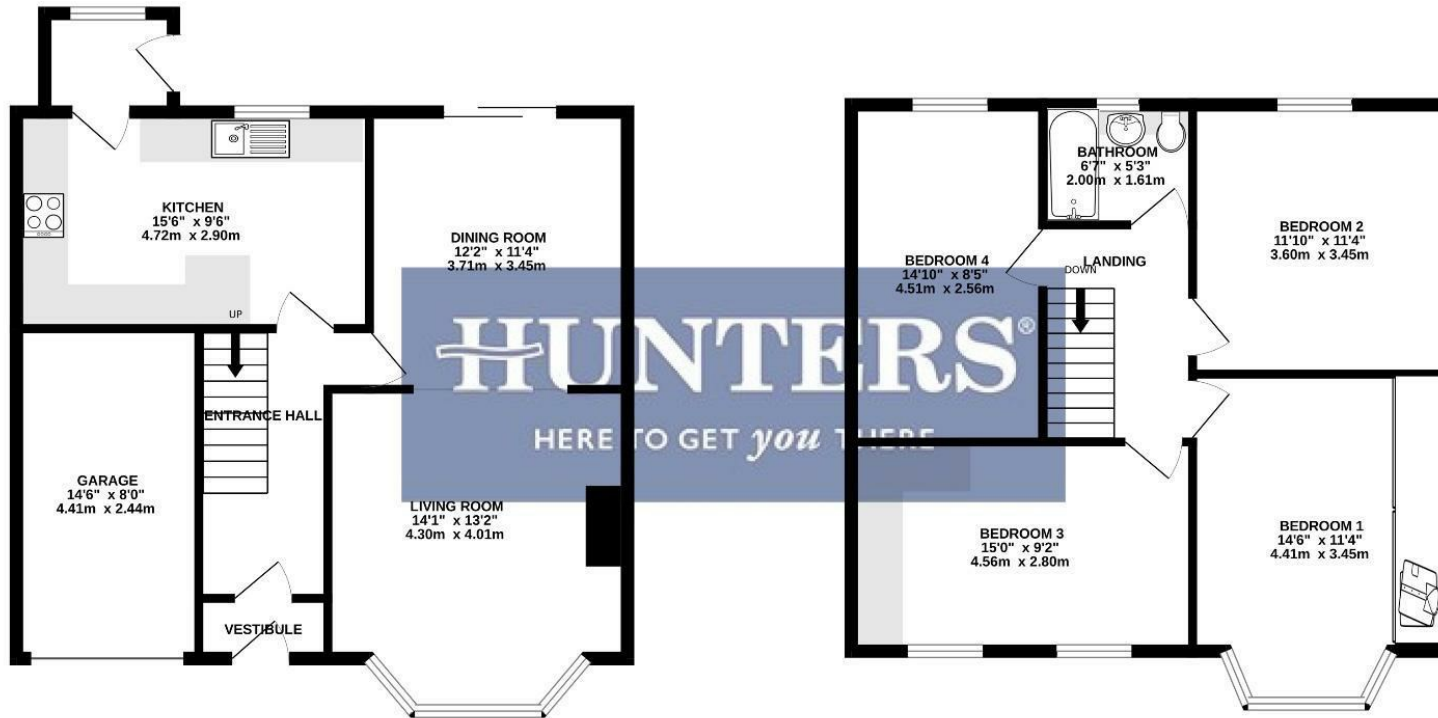 KITCHEN
15'6" x 9'6"
4.72m x 2.90m
UP
DINING ROOM
12'2" x 11'4"
3.71m x 3.45m
ENTRANCE HALL
GARAGE
14'6" x 8'0"
4.41m x 2.44m
LIVING ROOM
14'1" x 13'2"
4.30m x 4.01m
VESTIBULE
BATHROOM
6'7" x 5'3"
2.00m x 1.61m
BEDROOM 2
11'10" x 11'4"
3.60m x 3.45m
BEDROOM 4
14'10" x 8'5"
4.51m x 2.56m
LANDING
DOWN
BEDROOM 3
15'0" x 9'2"
4.56m x 2.80m
BEDROOM 1
14'6" x 11'4"
4.41m x 3.45m
HUNTERS®
HERE TO GET you THERE